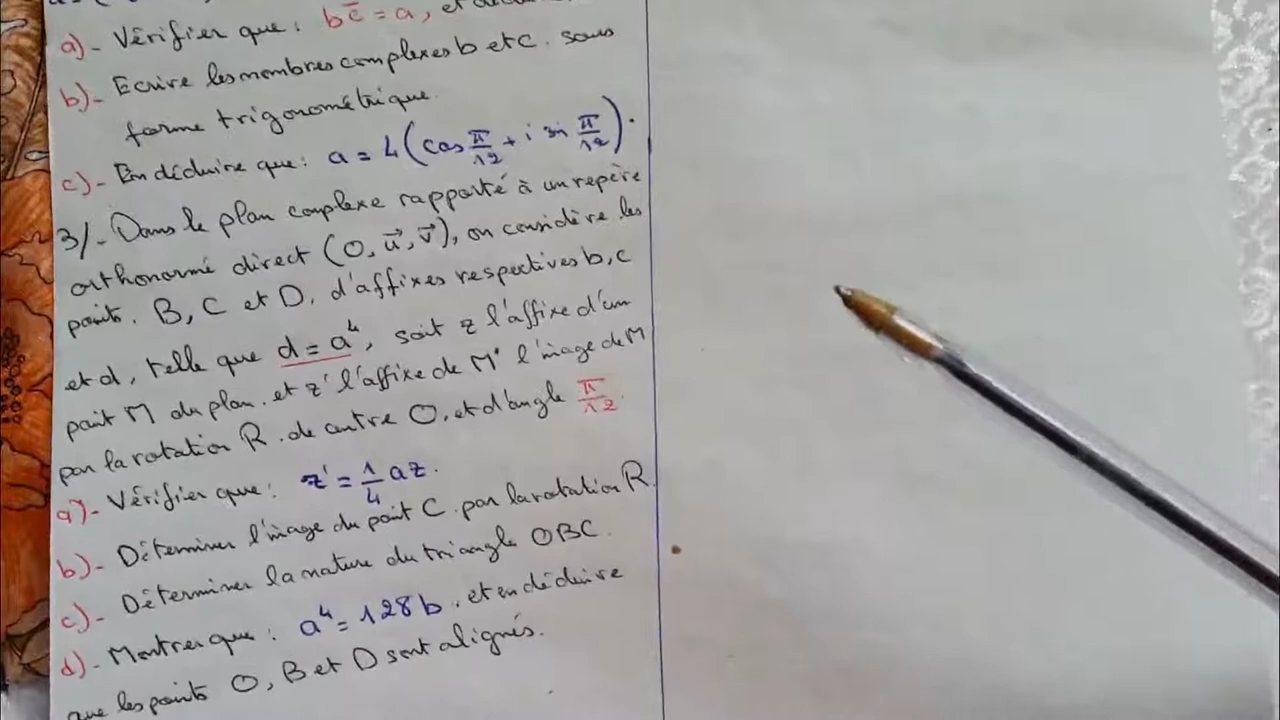 a)- Vérifier que : bc̄ = a, et
b)- Ecrire les nombres complexes b et c. sous
forme trigonométrique.
c)- En déduire que : a = 4(cos π/12 + i sin π/12).
3/- Dans le plan complexe rapporté à un repère
orthonormé direct (O, u⃗, v⃗), on considère les
points. B, C et D, d'affixes respectives b, c
et d, telle que d = a⁴, soit z l'affixe d'un
point M du plan. et z' l'affixe de M' l'image de M
par la rotation R. de centre O, et d'angle π/12.
a)- Vérifier que : z' = 1/4 az.
b)- Déterminer l'image du point C. par la rotation R.
c)- Déterminer la nature du triangle OBC.
d)- Montrer que : a⁴ = 128b, et en déduire
que les points O, B et D sont alignés.